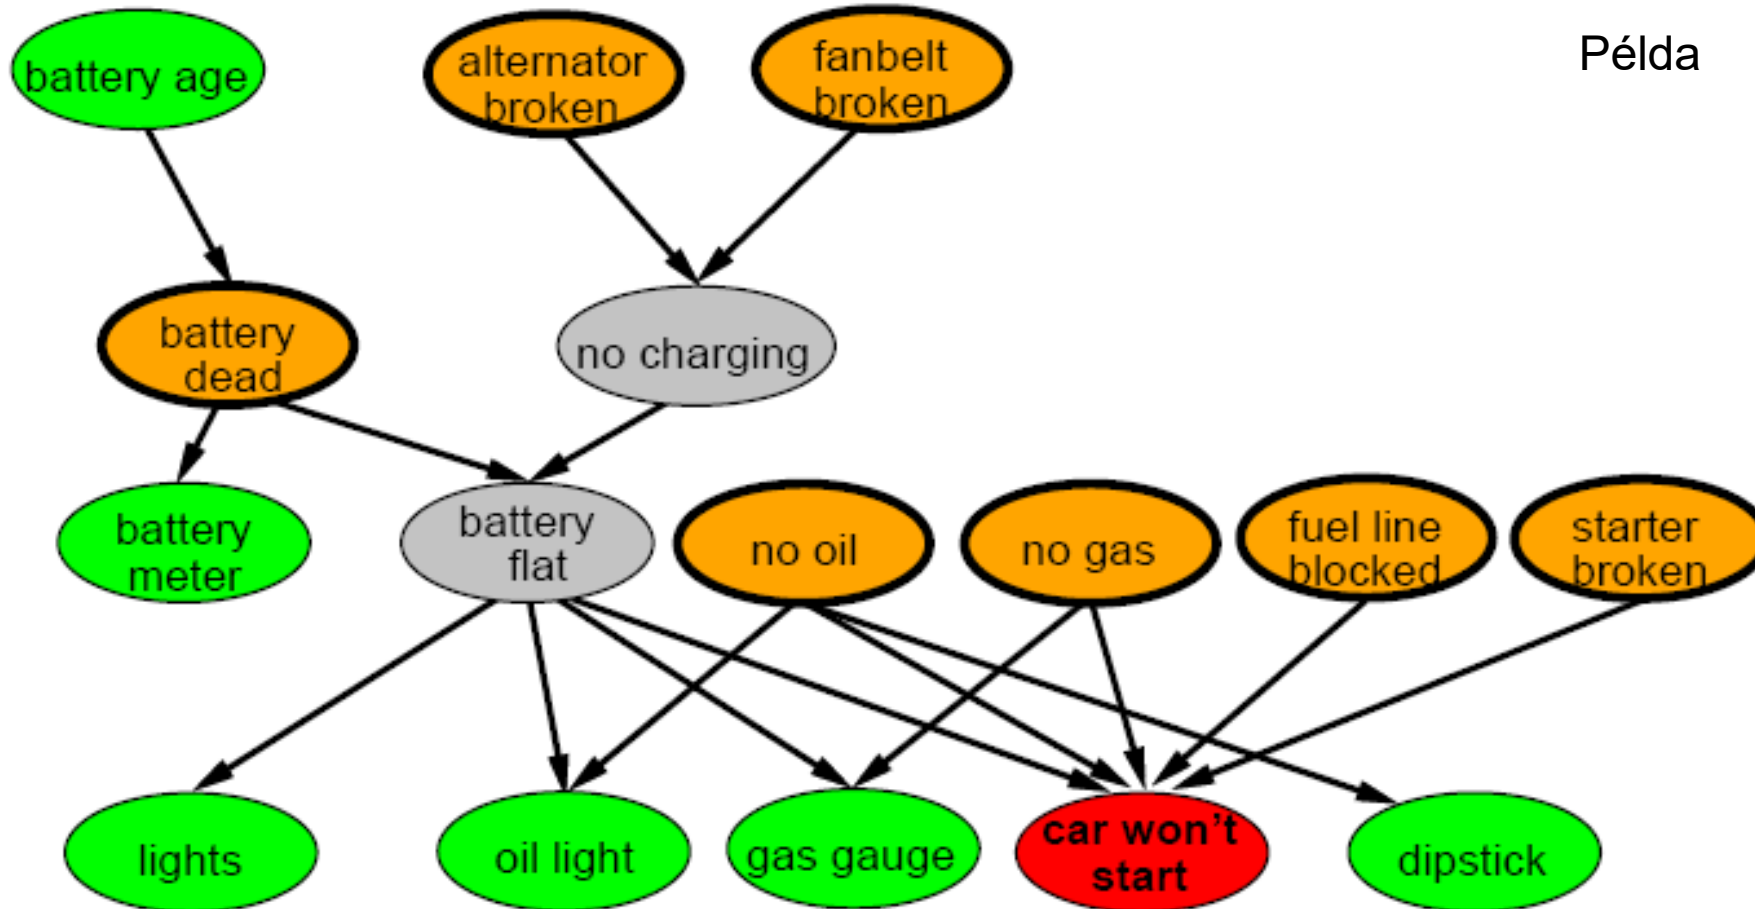 Példa
battery age
alternator
broken
fanbelt
broken
battery
dead
no charging
battery
meter
battery
flat
no oil
no gas
fuel line
blocked
starter
broken
lights
oil light
gas gauge
car won't
start
dipstick